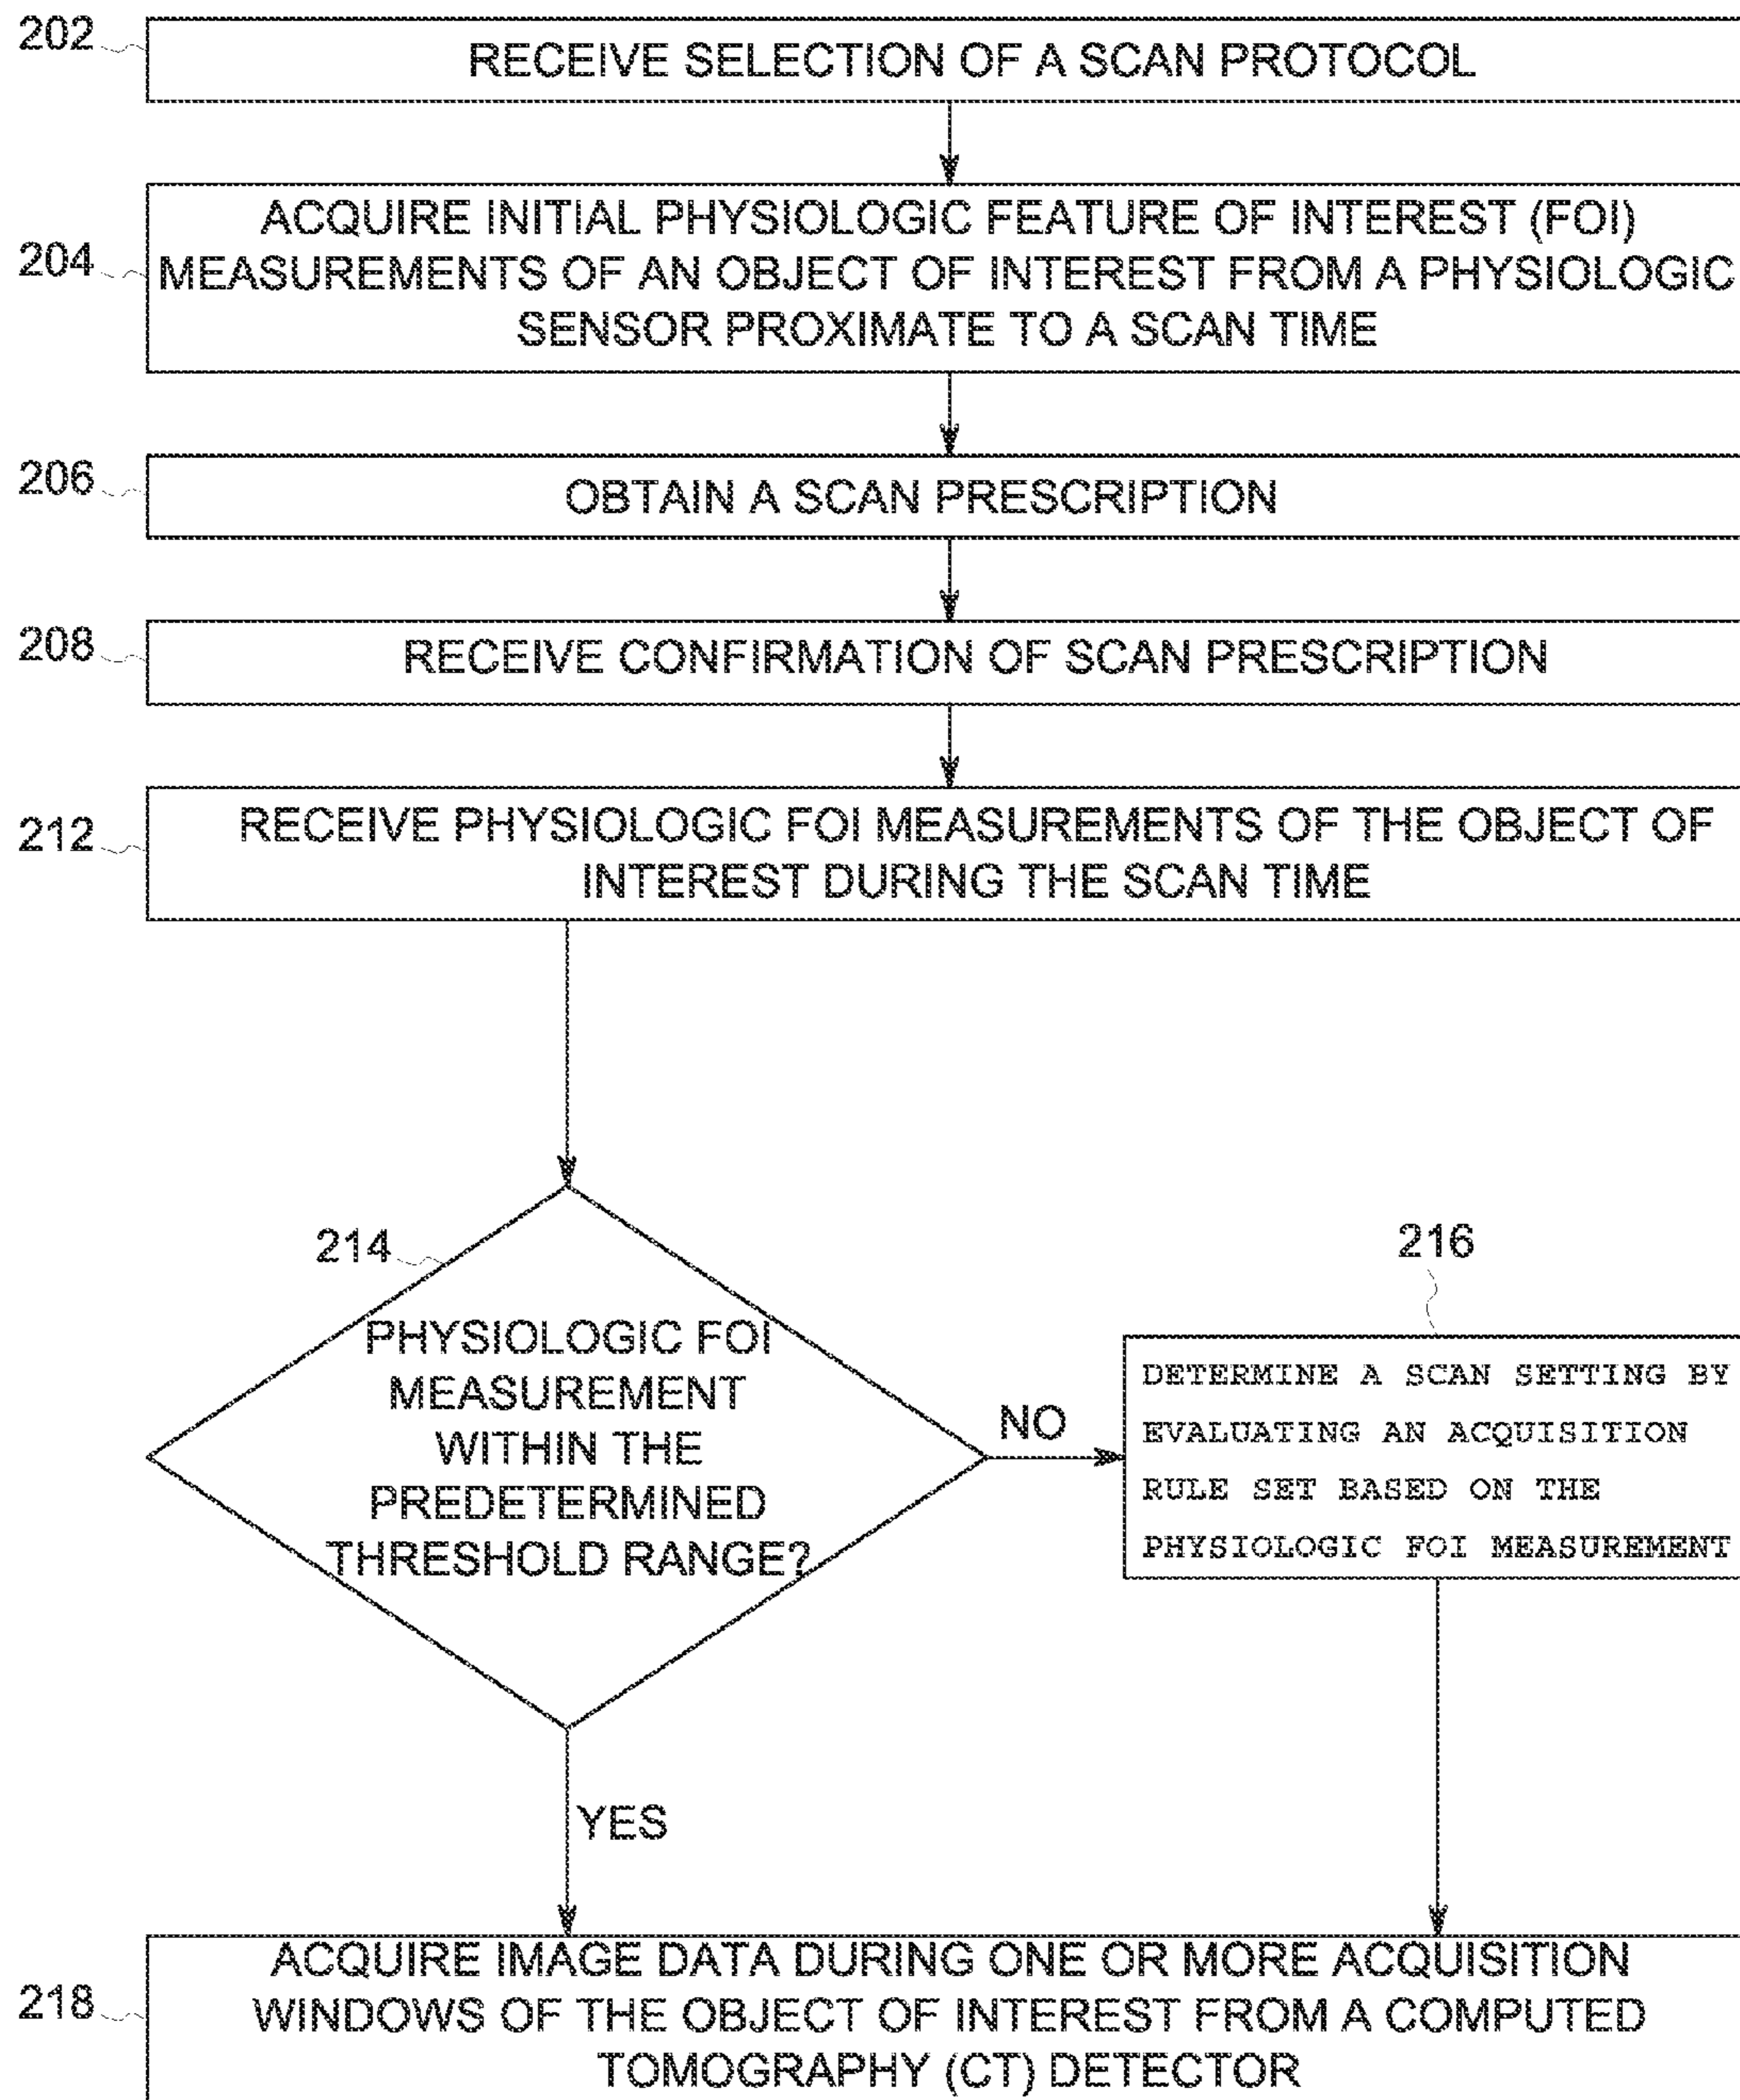 202
RECEIVE SELECTION OF A SCAN PROTOCOL
204
ACQUIRE INITIAL PHYSIOLOGIC FEATURE OF INTEREST (FOI)
MEASUREMENTS OF AN OBJECT OF INTEREST FROM A PHYSIOLOGIC
SENSOR PROXIMATE TO A SCAN TIME
206
OBTAIN A SCAN PRESCRIPTION
208
RECEIVE CONFIRMATION OF SCAN PRESCRIPTION
212
RECEIVE PHYSIOLOGIC FOI MEASUREMENTS OF THE OBJECT OF
INTEREST DURING THE SCAN TIME
214
PHYSIOLOGIC FOI
MEASUREMENT
WITHIN THE
PREDETERMINED
THRESHOLD RANGE?
NO
216
DETERMINE A SCAN SETTING BY
EVALUATING AN ACQUISITION
RULE SET BASED ON THE
PHYSIOLOGIC FOI MEASUREMENT
YES
218
ACQUIRE IMAGE DATA DURING ONE OR MORE ACQUISITION
WINDOWS OF THE OBJECT OF INTEREST FROM A COMPUTED
TOMOGRAPHY (CT) DETECTOR